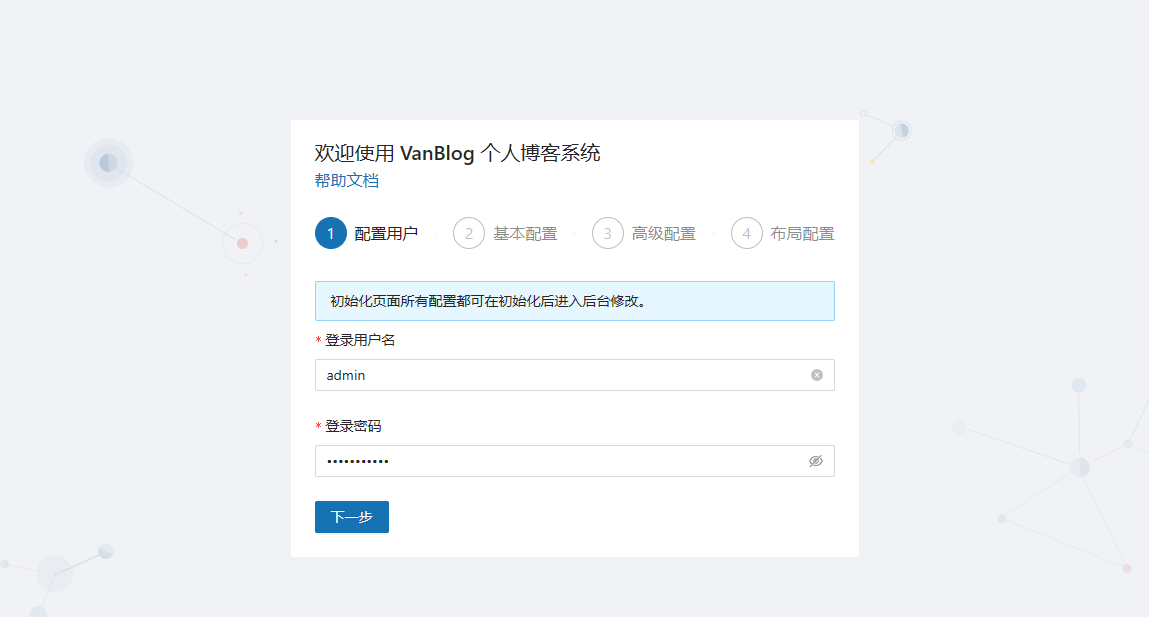 欢迎使用 VanBlog 个人博客系统
帮助文档
1 配置用户 2 基本配置 3 高级配置 4 布局配置
初始化页面所有配置都可在初始化后进入后台修改。
* 登录用户名
admin
* 登录密码
•••••••••••
下一步